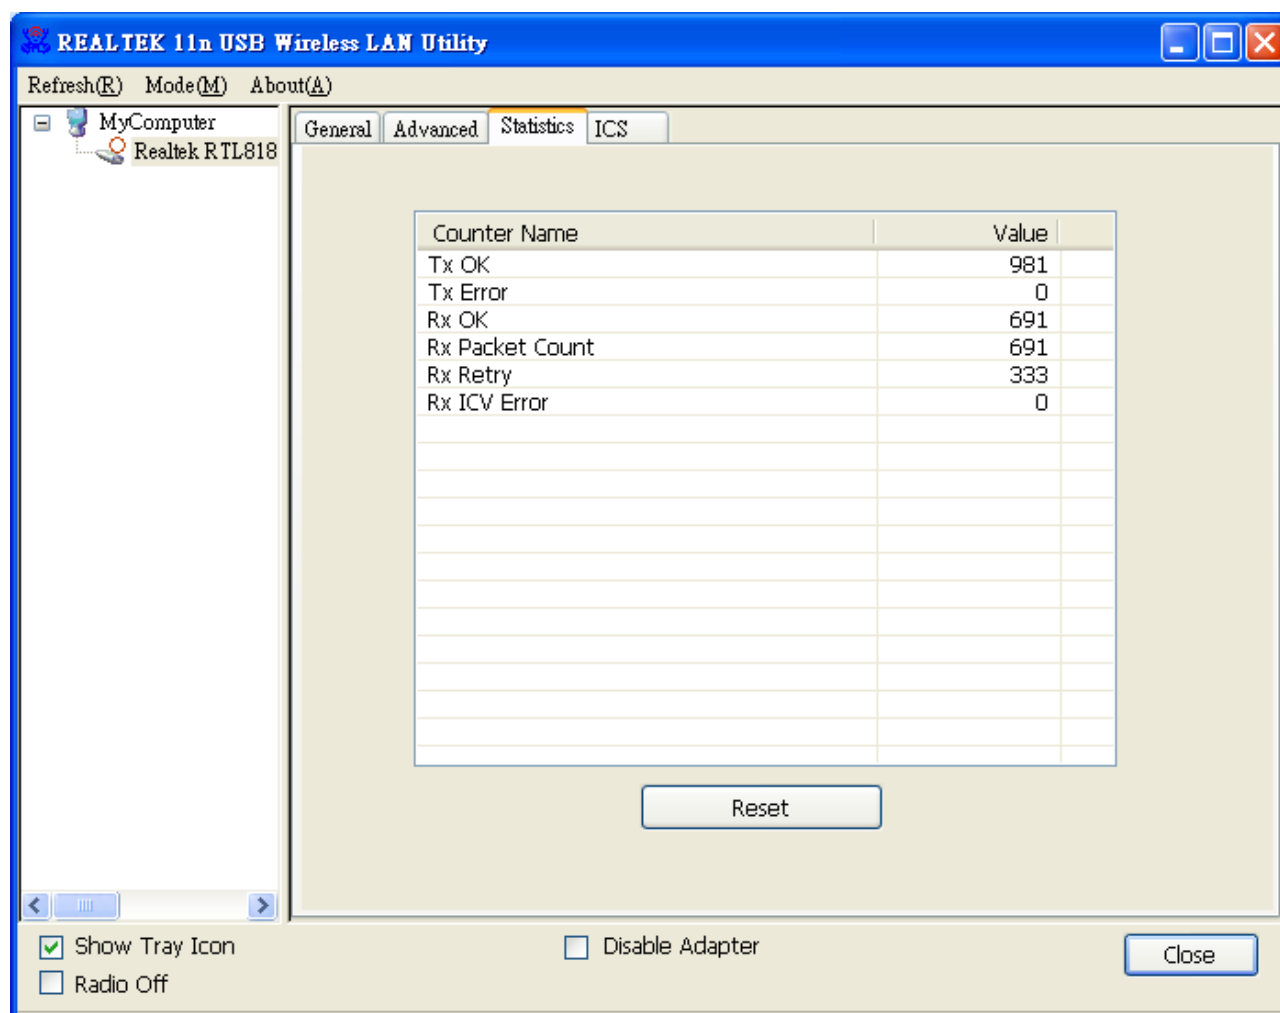 REALTEK 11n USB Wireless LAN Utility
Refresh(R) Mode(M) About(A)
MyComputer
Realtek RTL818
General Advanced Statistics ICS
Counter Name Value
Tx OK 981
Tx Error 0
Rx OK 691
Rx Packet Count 691
Rx Retry 333
Rx ICV Error 0
Reset
Show Tray Icon Disable Adapter
Radio Off
Close